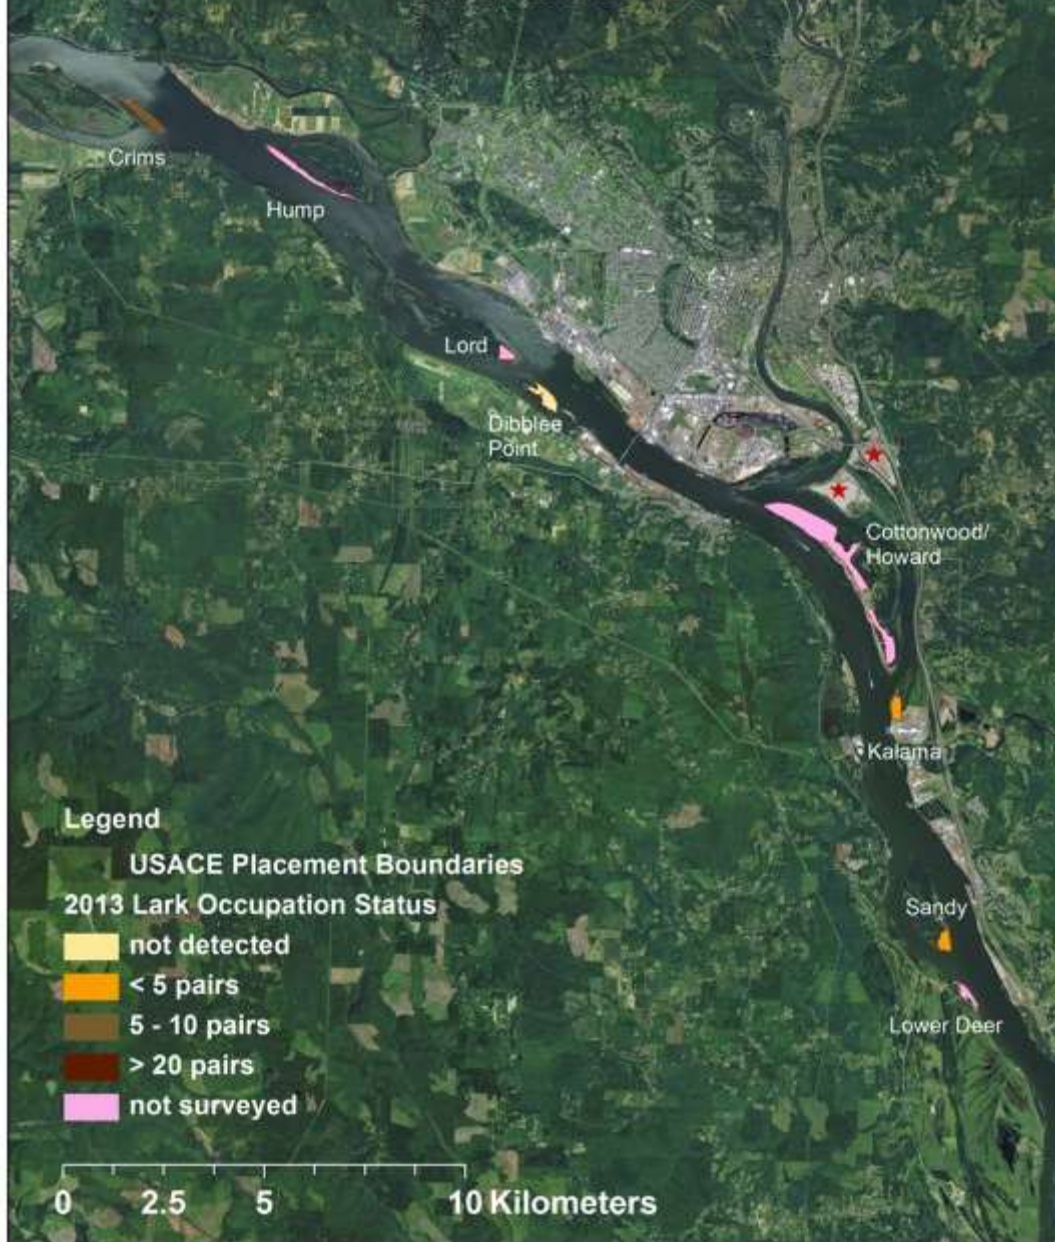 Crims
Hump
Lord
Dibblee
Point
Cottonwood/
Howard
Kalama
Sandy
Lower Deer
Legend
USACE Placement Boundaries
2013 Lark Occupation Status
not detected
< 5 pairs
5 - 10 pairs
> 20 pairs
not surveyed
0 2.5 5 10 Kilometers